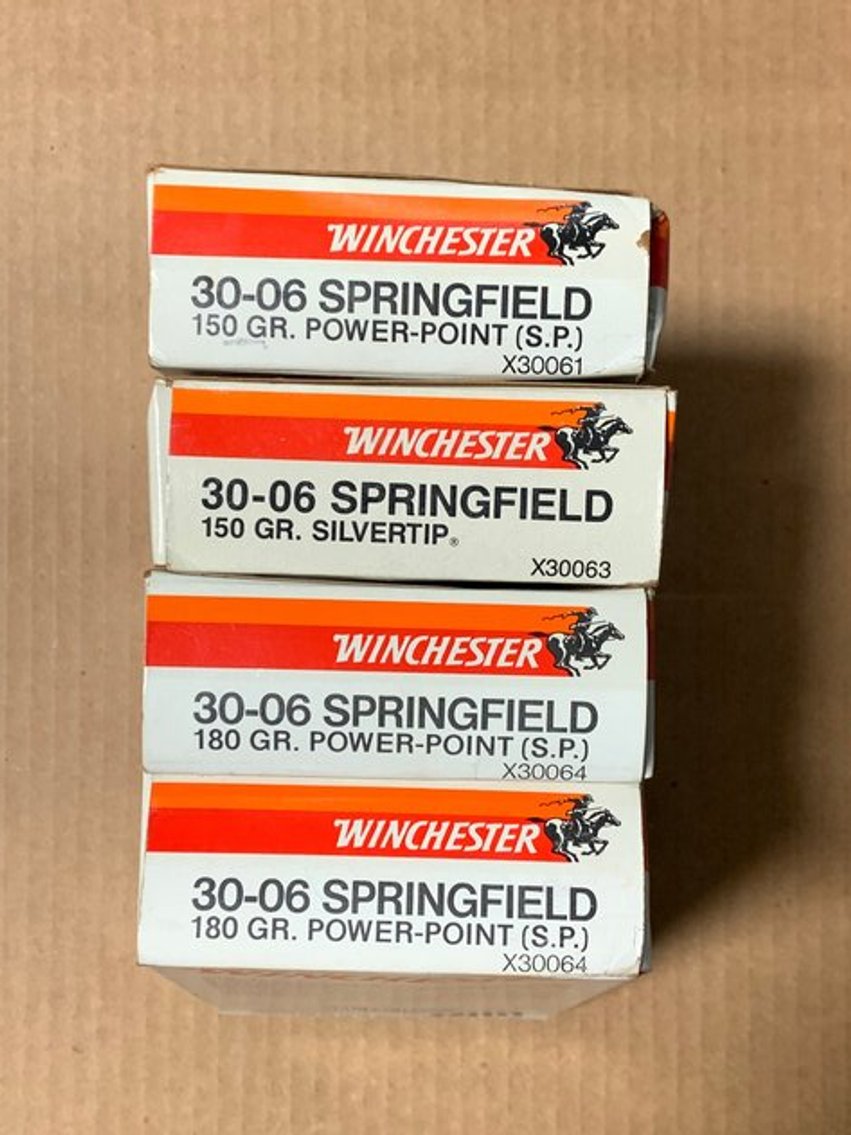 WINCHESTER
30-06 SPRINGFIELD
150 GR. POWER-POINT (S.P.)
X30061
WINCHESTER
30-06 SPRINGFIELD
150 GR. SILVERTIP®
X30063
WINCHESTER
30-06 SPRINGFIELD
180 GR. POWER-POINT (S.P.)
X30064
WINCHESTER
30-06 SPRINGFIELD
180 GR. POWER-POINT (S.P.)
X30064